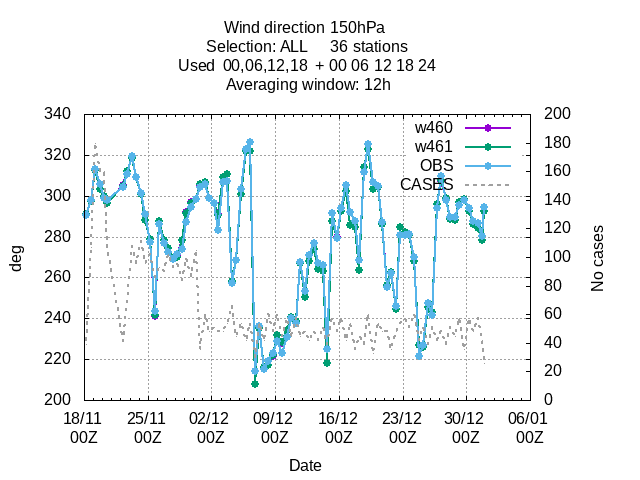 Wind direction 150hPa
Selection: ALL 36 stations
Used 00,06,12,18 + 00 06 12 18 24
Averaging window: 12h
340 200
w460
180
w461
320
160
OBS
CASES
300 140
120
280
100
260 80
240 60
40
220
20
200 0
deg
No cases
18/11 25/11 02/12 09/12 16/12 23/12 30/12 06/01
00Z 00Z 00Z 00Z 00Z 00Z 00Z 00Z
Date